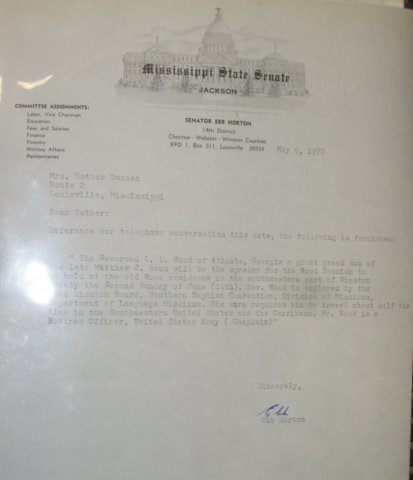 Mississippi State Senate
JACKSON
COMMITTEE ASSIGNMENTS:
Labor, Vice Chairman
Education
Fees and Salaries
Finance
Forestry
Military Affairs
Penitentiaries
SENATOR EBB HORTON
14th District
Choctaw - Webster - Winston Counties
RFD 1, Box 311, Louisville 39339
May 6, 1970
Mrs. Esther Duncan
Route 2
Louisville, Mississippi
Dear Esther:
Reference our telephone conversation this date, the following is furnished:
" The Reverend L. D. Wood of Atlanta, Georgia a great grand son of
the late Matthew J. Wood will be the speaker for the Wood Reunion to
be held at the old Wood residence in the southwestern part of Winston
County the Second Sunday of June Rev. Wood is employed by the
Home Mission Board, Southern Baptist Convention, Division of Missions,
Department of Language Missions. His work requires him to travel about half the
time in the Southeastern United States and the Mr. Wood is a
Retired Officer, United States Army ( Chaplain)"
Sincerely,
Ebb
Ebb Horton